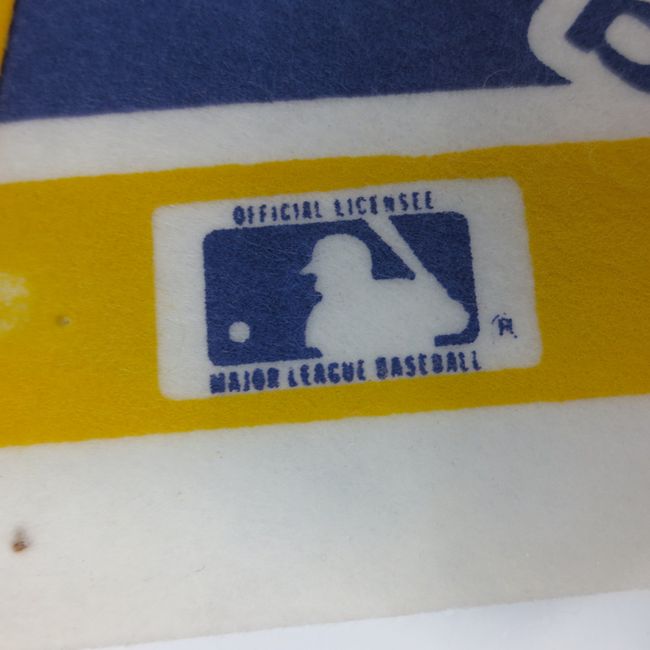 OFFICIAL LICENSEE
MAJOR LEAGUE BASEBALL
®